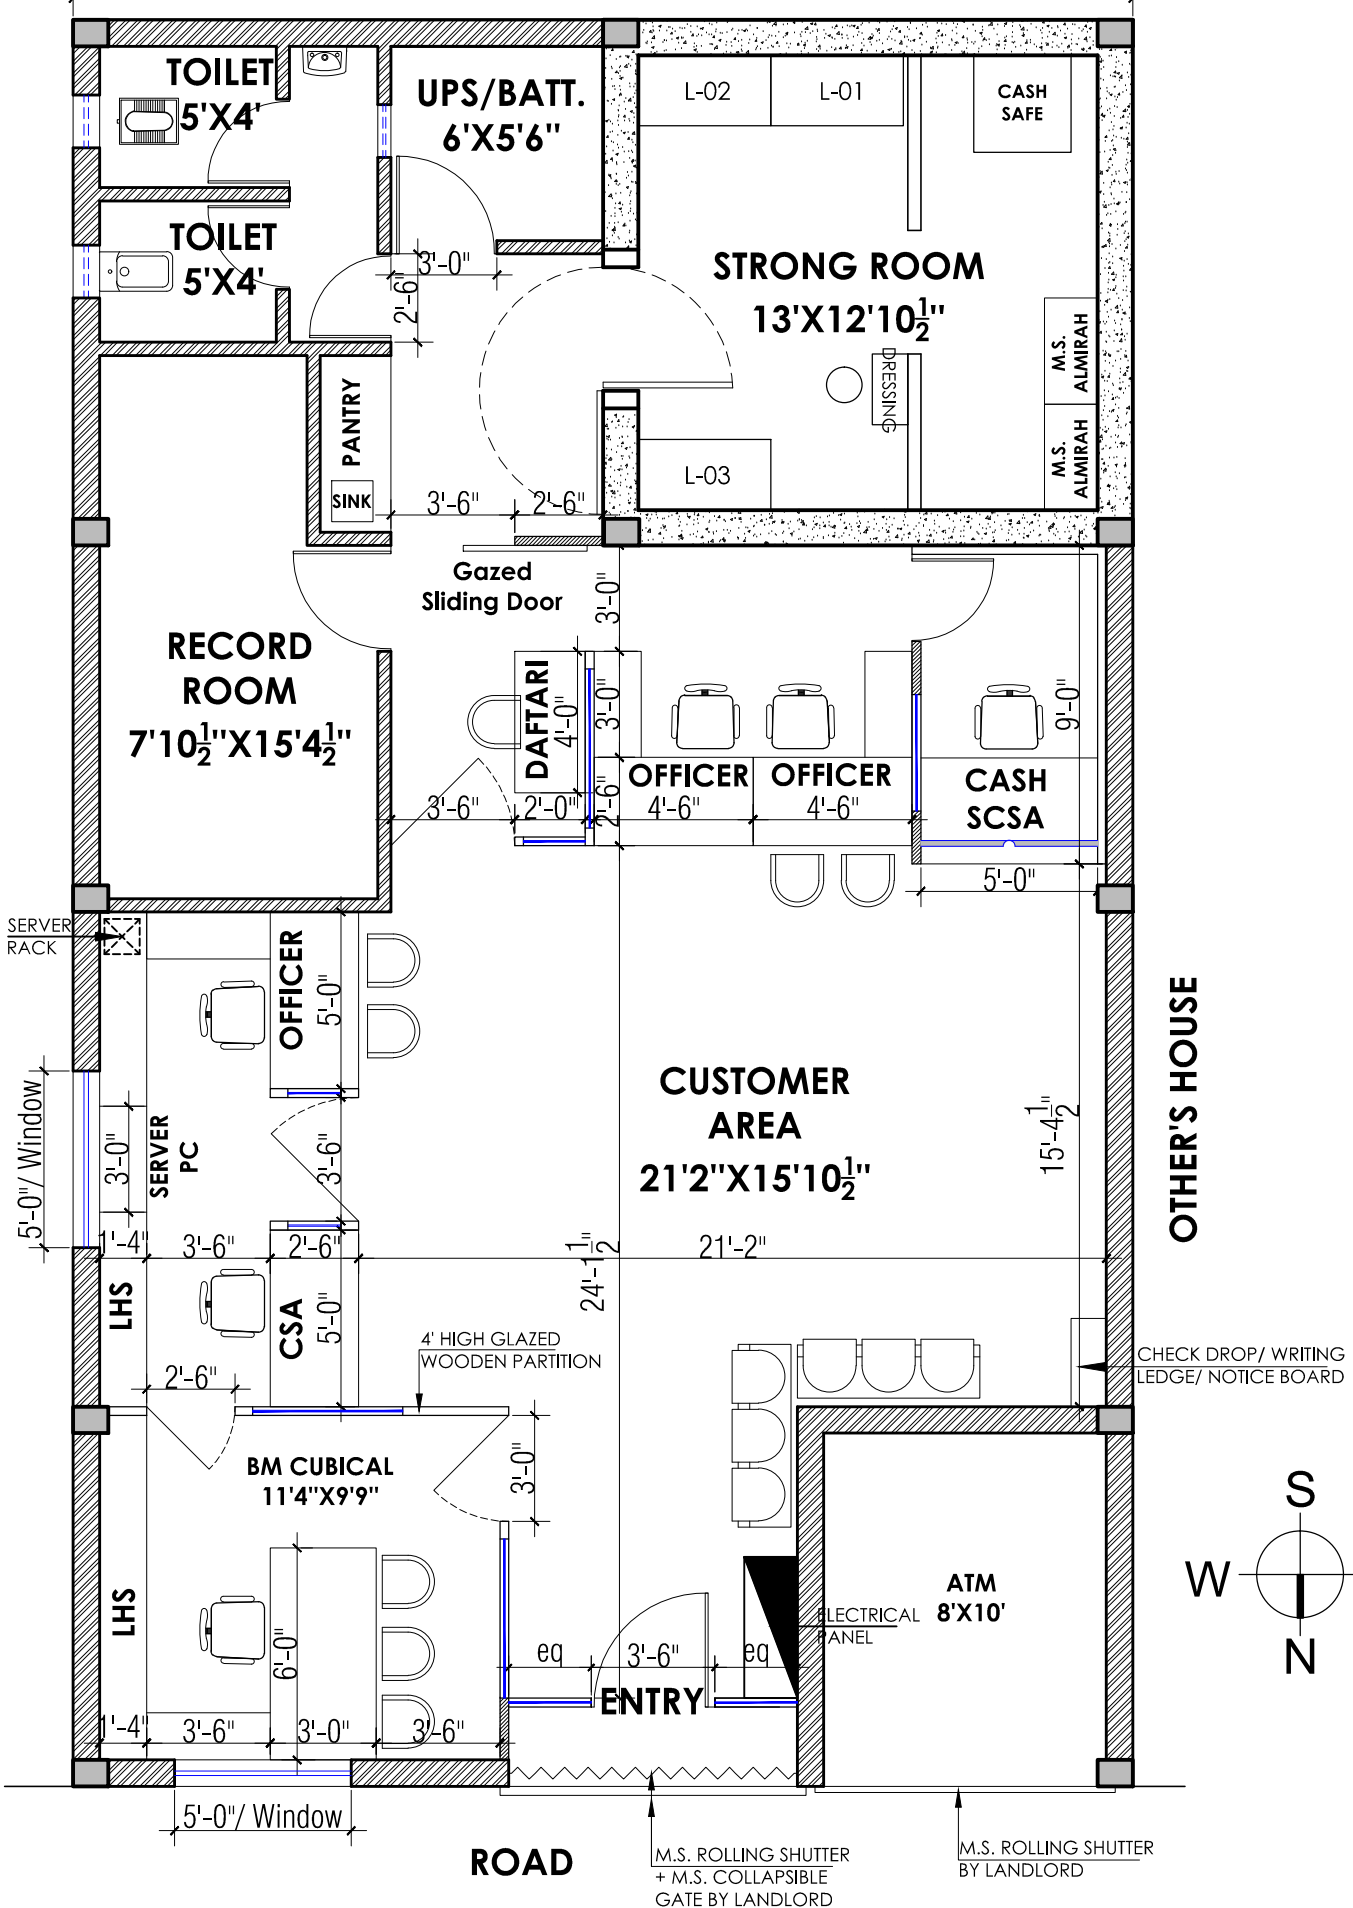 TOILET
5'X4'
UPS/BATT.
6'X5'6"
L-02
L-01
CASH
SAFE
TOILET
5'X4'
3'-0"
2'-6"
STRONG ROOM
13'X12'10½"
M.S.
ALMIRAH
DRESSING
PANTRY
SINK
L-03
M.S.
ALMIRAH
3'-6"
2'-6"
Gazed
Sliding Door
3'-0"
RECORD
ROOM
7'10½"X15'4½"
DAFTARI
4'-0"
3'-0"
9'-0"
OFFICER
OFFICER
CASH
SCSA
3'-6"
2'-0"
2'-6"
4'-6"
4'-6"
5'-0"
SERVER
RACK
OFFICER
5'-0"
OTHER'S HOUSE
CUSTOMER
AREA
21'2"X15'10½"
15'-4½"
5'-0"/ Window
3'-0"
SERVER
PC
3'-6"
1'-4"
3'-6"
2'-6"
24'-1½"
21'-2"
LHS
CSA
5'-0"
4' HIGH GLAZED
WOODEN PARTITION
CHECK DROP/ WRITING
LEDGE/ NOTICE BOARD
2'-6"
BM CUBICAL
11'4"X9'9"
3'-0"
S
W
N
LHS
6'-0"
ATM
8'X10'
ELECTRICAL
PANEL
eq
3'-6"
eq
ENTRY
1'-4"
3'-6"
3'-0"
3'-6"
5'-0"/ Window
ROAD
M.S. ROLLING SHUTTER
+ M.S. COLLAPSIBLE
GATE BY LANDLORD
M.S. ROLLING SHUTTER
BY LANDLORD